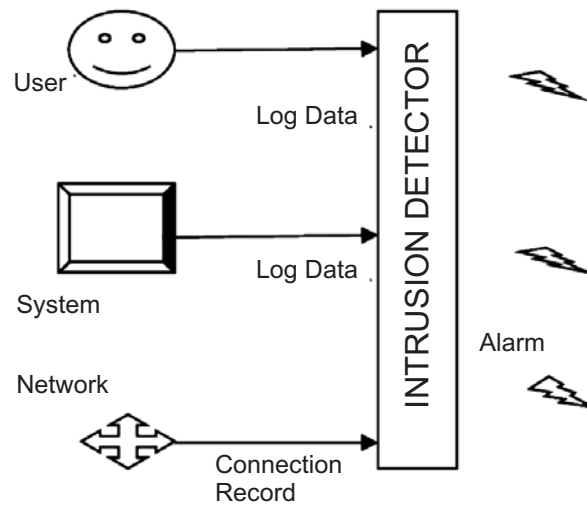 User
Log Data
INTRUSION DETECTOR
Log Data
System
Alarm
Network
Connection
Record